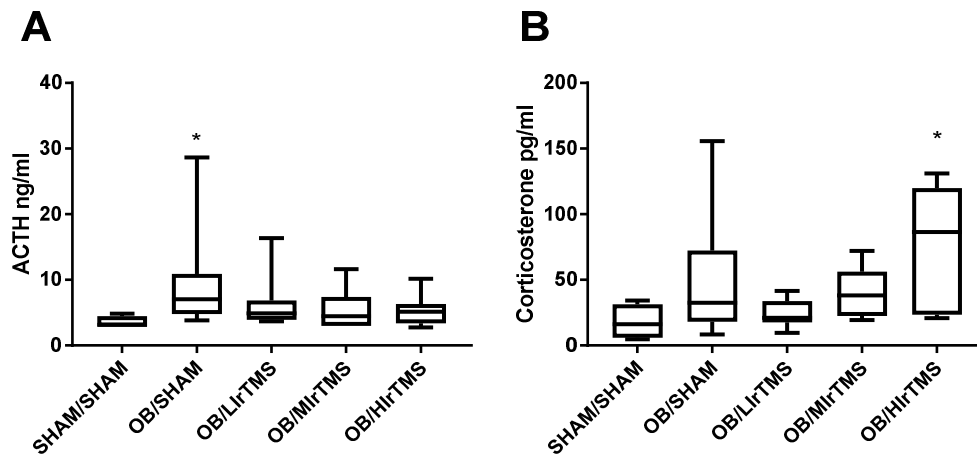 A
ACTH ng/ml
40
30
20
10
0
*
SHAM/SHAM
OB/SHAM
OB/LIrTMS
OB/MIrTMS
OB/HIrTMS
B
Corticosterone pg/ml
200
150
100
50
0
*
SHAM/SHAM
OB/SHAM
OB/LIrTMS
OB/MIrTMS
OB/HIrTMS